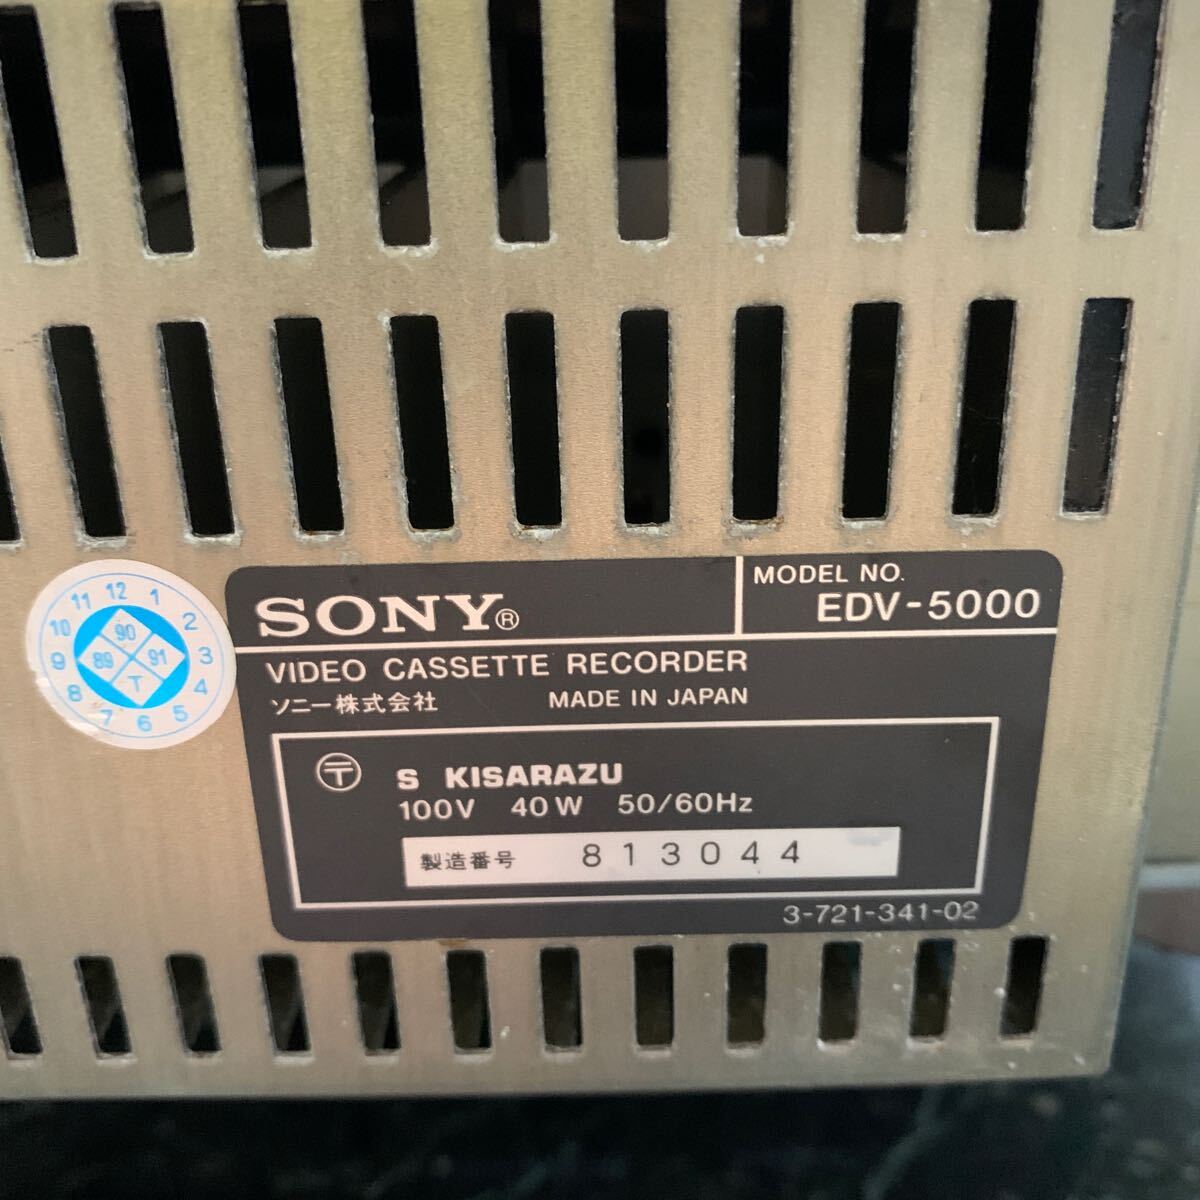 SONY®
MODEL NO.
EDV-5000
VIDEO CASSETTE RECORDER
ソニー株式会社 MADE IN JAPAN
〒 S KISARAZU
100V 40W 50/60Hz
製造番号 813044
3-721-341-02
12 1 2 3 4 5 6 7 8 9 10 11
90
89 91
T